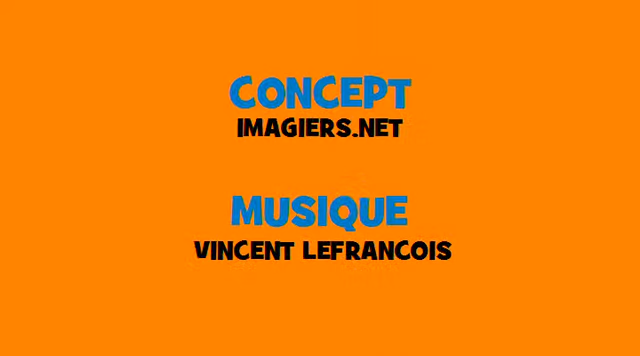 CONCEPT
IMAGIERS.NET
MUSIQUE
VINCENT LEFRANCOIS